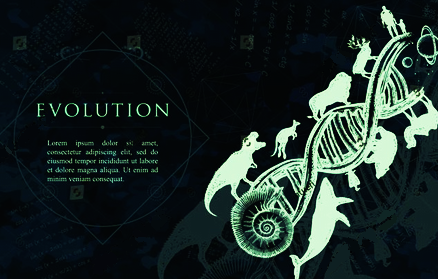 EVOLUTION
Lorem ipsum dolor sit amet,
consectetur adipiscing elit, sed do
eiusmod tempor incididunt ut labore
et dolore magna aliqua. Ut enim ad
minim veniam consequat.